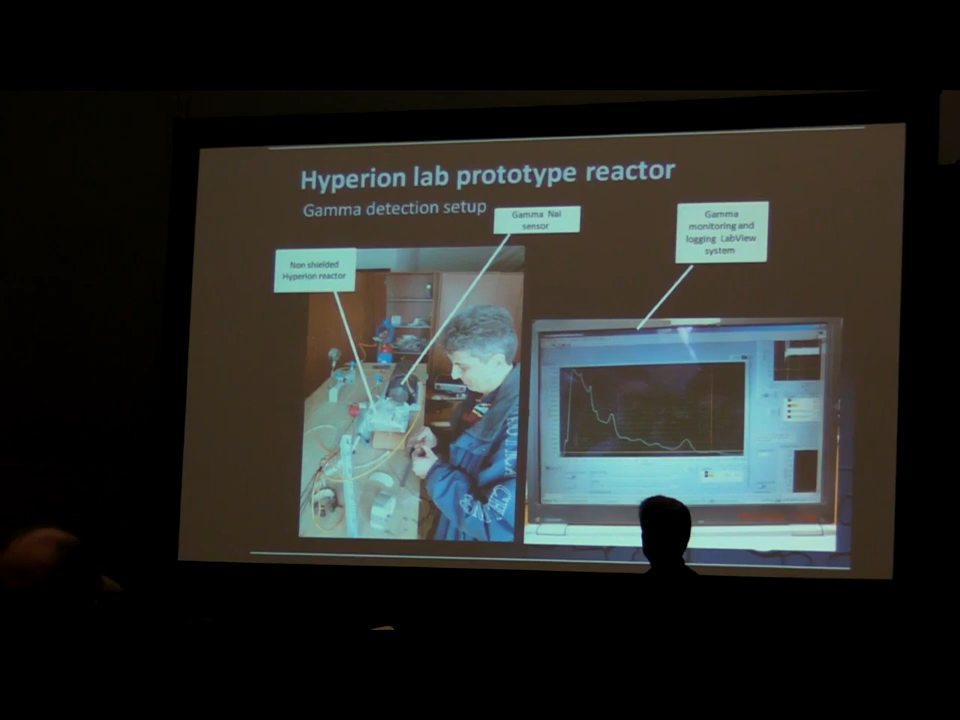 Hyperion lab prototype reactor
Gamma detection setup
Gamma NaI
sensor
Gamma
monitoring and
logging LabView
system
Non shielded
Hyperion reactor